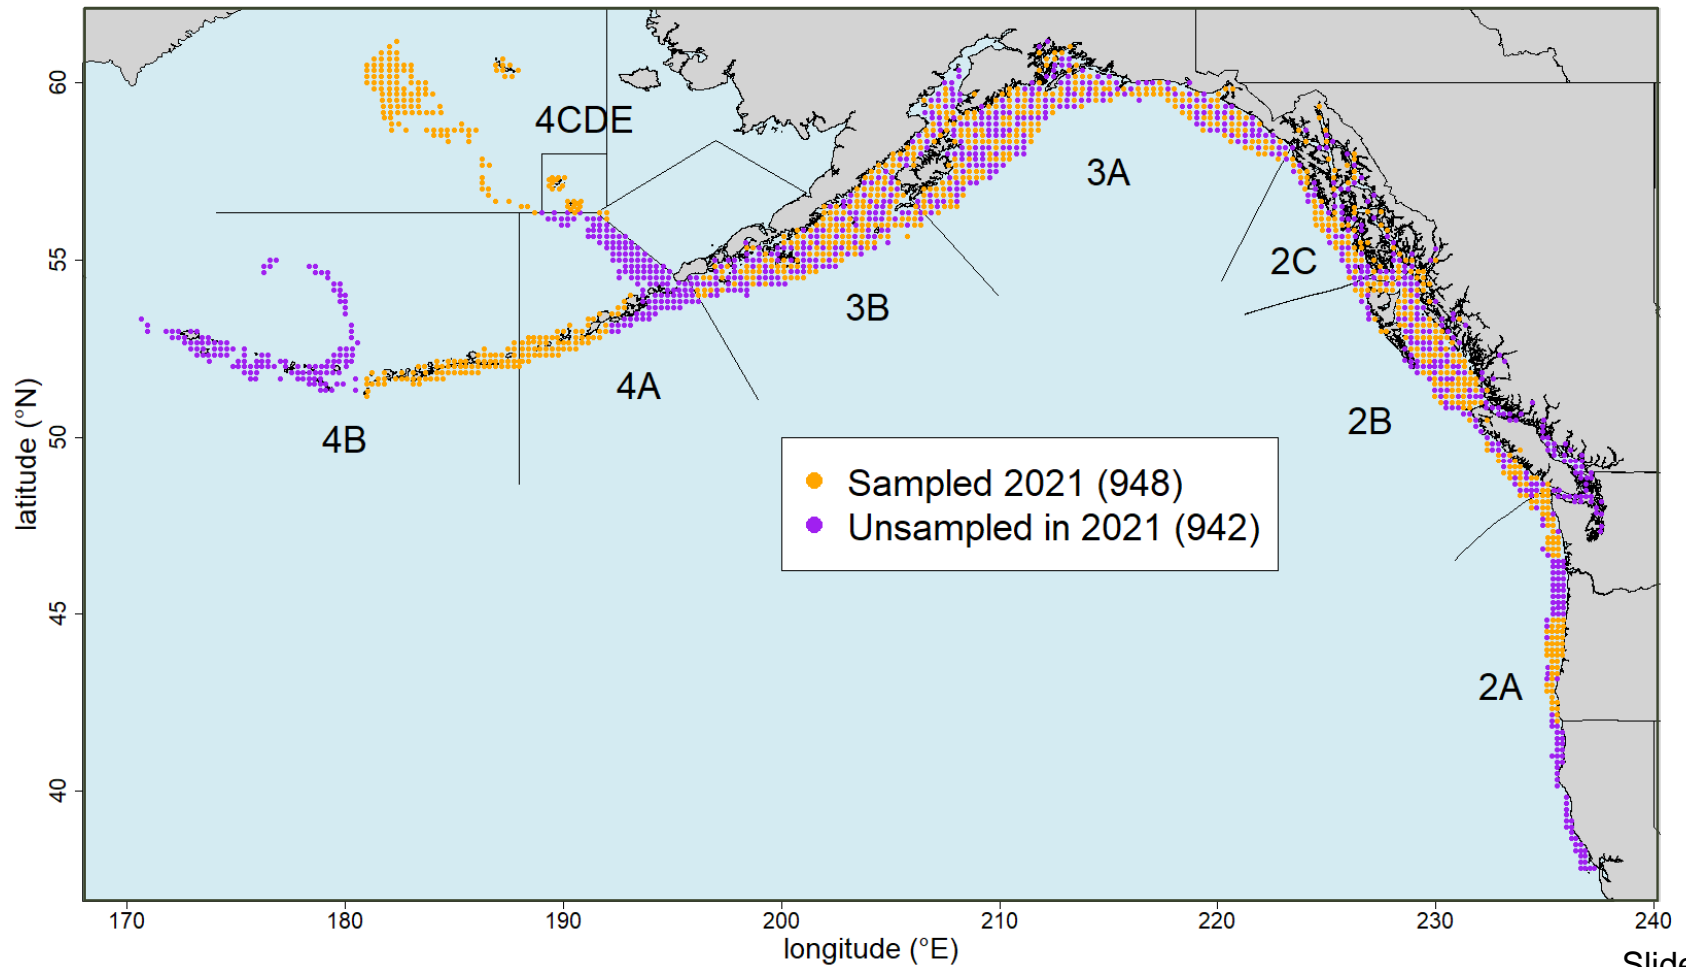 60
55
50
45
40
latitude (°N)
4CDE
3A
2C
3B
4A
4B
2B
Sampled 2021 (948)
Unsampled in 2021 (942)
2A
170
180
190
200
210
220
230
240
longitude (°E)
Slide